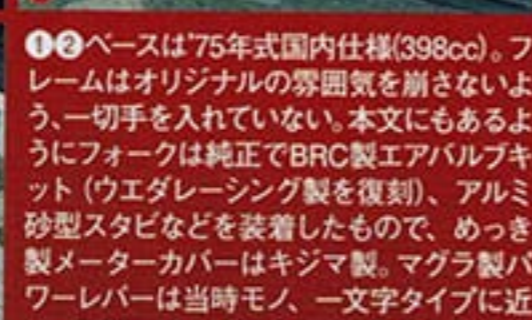 ❶❷ベースは'75年式国内仕様(398cc)。フ
レームはオリジナルの雰囲気を崩さないよ
う、一切手を入れていない。本文にもあるよ
うにフォークは純正でBRC製エアバルブキ
ット(ウエダレーシング製を復刻)、アルミ
砂型スタビなどを装着したもので、めっき
製メーターカバーはキジマ製。マグラ製パ
ワーレバーは当時モノ、一文字タイプに近